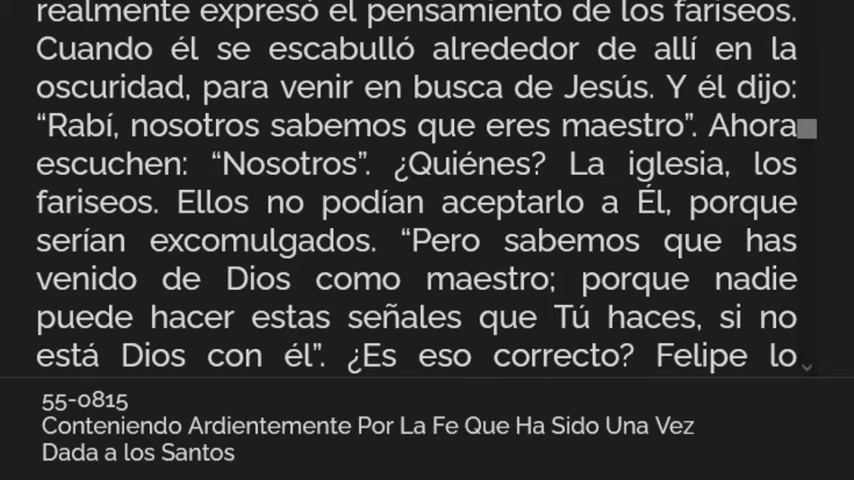 realmente expresó el pensamiento de los fariseos.
Cuando él se escabulló alrededor de allí en la
oscuridad, para venir en busca de Jesús. Y él dijo:
“Rabí, nosotros sabemos que eres maestro”. Ahora
escuchen: “Nosotros”. ¿Quiénes? La iglesia, los
fariseos. Ellos no podían aceptarlo a Él, porque
serían excomulgados. “Pero sabemos que has
venido de Dios como maestro; porque nadie
puede hacer estas señales que Tú haces, si no
está Dios con él”. ¿Es eso correcto? Felipe lo
55-0815
Conteniendo Ardientemente Por La Fe Que Ha Sido Una Vez
Dada a los Santos